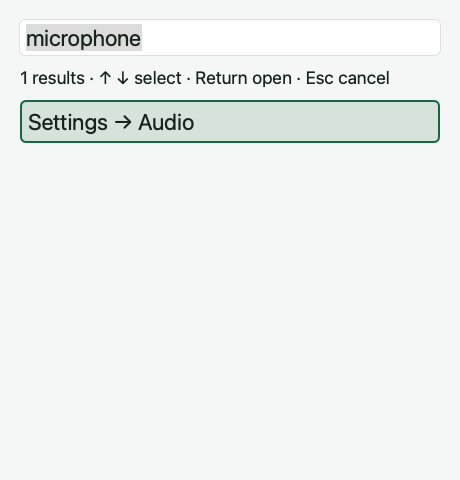 microphone
1 results · ↑ ↓ select · Return open · Esc cancel
Settings → Audio